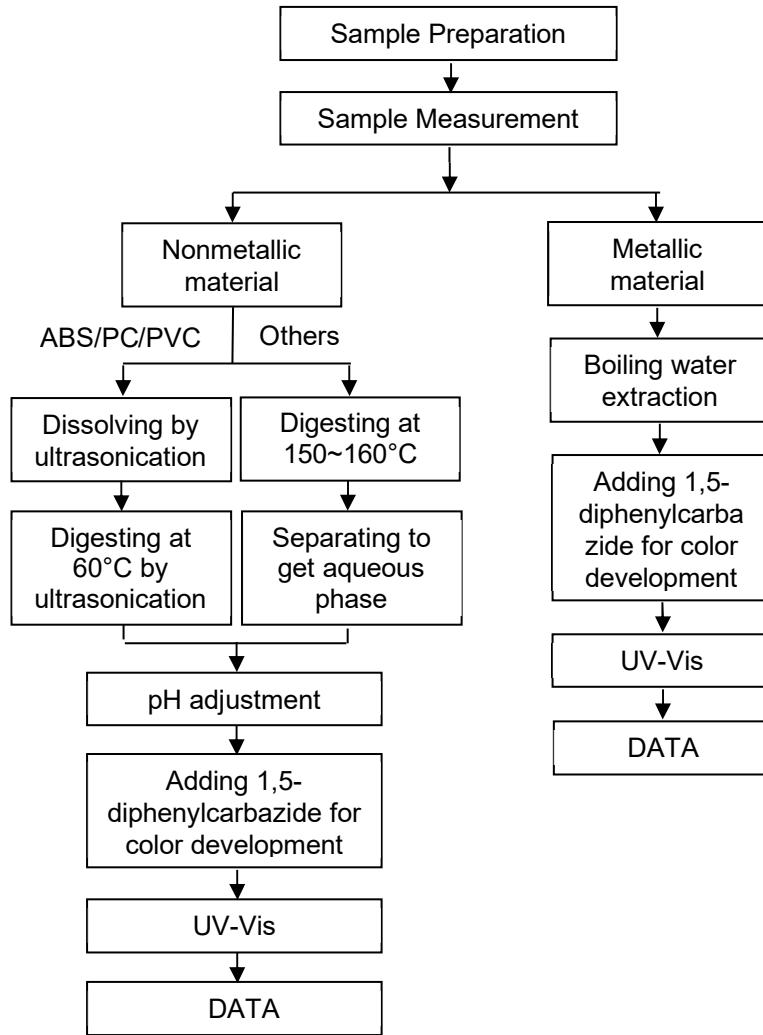 Sample Preparation
Sample Measurement
Nonmetallic
material
Metallic
material
ABS/PC/PVC
Others
Boiling water
extraction
Dissolving by
ultrasonication
Digesting at
150~160°C
Adding 1,5-
diphenylcarba
zide for color
development
Digesting at
60°C by
ultrasonication
Separating to
get aqueous
phase
UV-Vis
pH adjustment
DATA
Adding 1,5-
diphenylcarbazide for
color development
UV-Vis
DATA